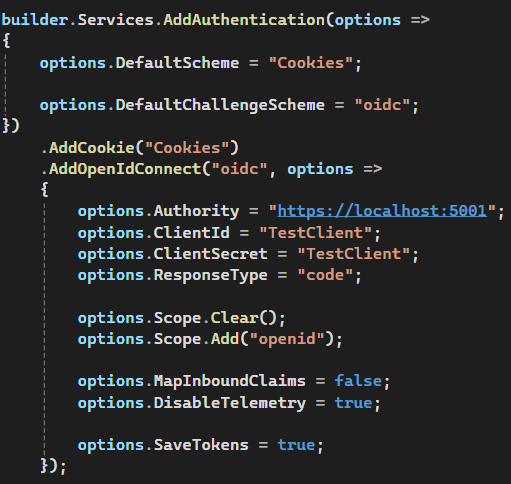 builder.Services.AddAuthentication(options =>
{
    options.DefaultScheme = "Cookies";

    options.DefaultChallengeScheme = "oidc";
})
    .AddCookie("Cookies")
    .AddOpenIdConnect("oidc", options =>
    {
        options.Authority = "https://localhost:5001";
        options.ClientId = "TestClient";
        options.ClientSecret = "TestClient";
        options.ResponseType = "code";

        options.Scope.Clear();
        options.Scope.Add("openid");

        options.MapInboundClaims = false;
        options.DisableTelemetry = true;

        options.SaveTokens = true;
    });